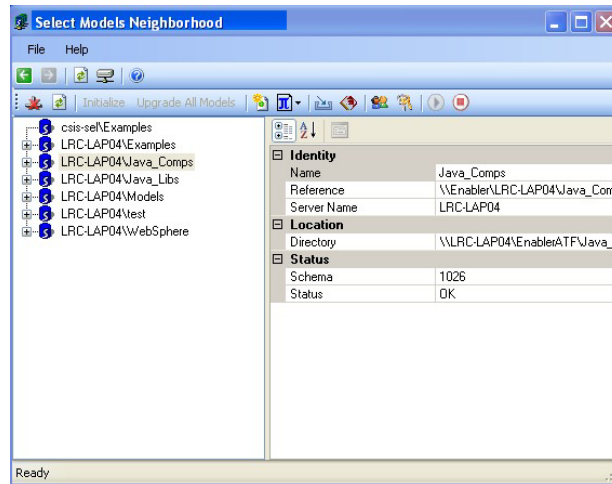 Select Models Neighborhood
File Help
Initialize Upgrade All Models
csis-sel\Examples
LRC-LAP04\Examples
LRC-LAP04\Java_Comps
LRC-LAP04\Java_Libs
LRC-LAP04\Models
LRC-LAP04\test
LRC-LAP04\WebSphere
Identity
Name Java_Comps
Reference \\Enabler\LRC-LAP04\Java_Com
Server Name LRC-LAP04
Location
Directory \\LRC-LAP04\EnablerATF\Java_
Status
Schema 1026
Status OK
Ready